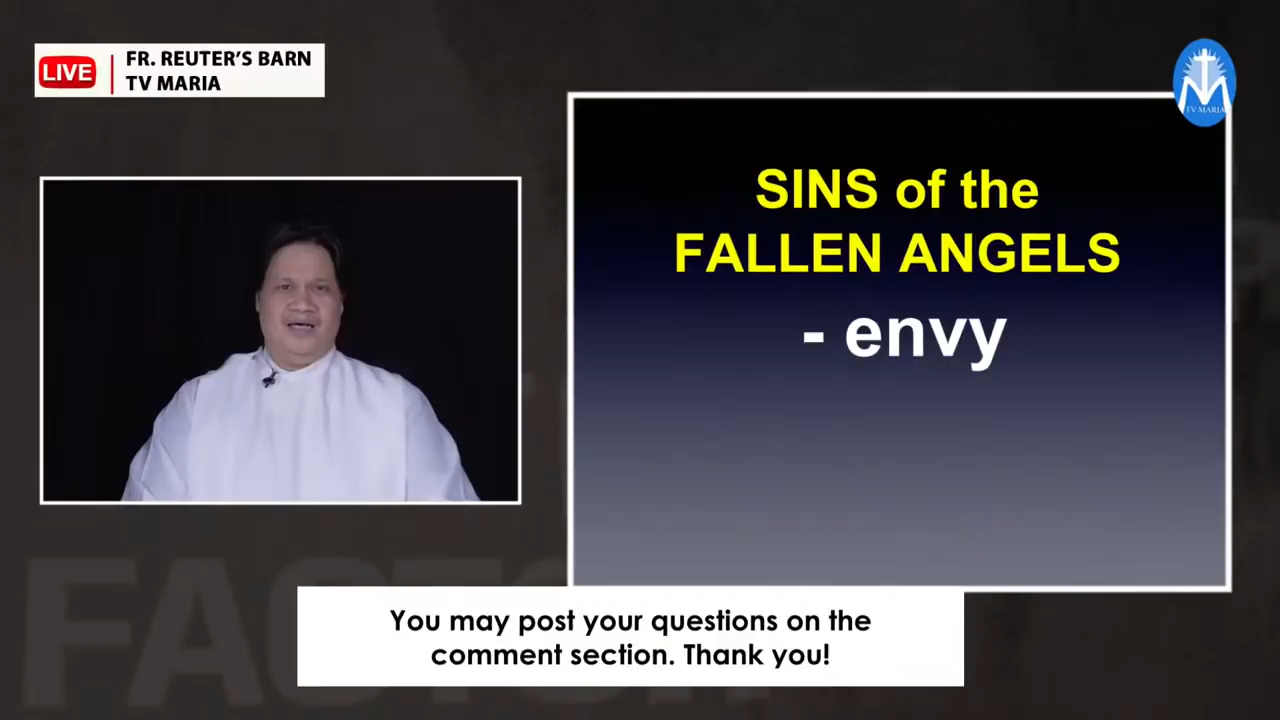 LIVE
FR. REUTER'S BARN
TV MARIA
TV MARIA
SINS of the
FALLEN ANGELS
- envy
You may post your questions on the
comment section. Thank you!